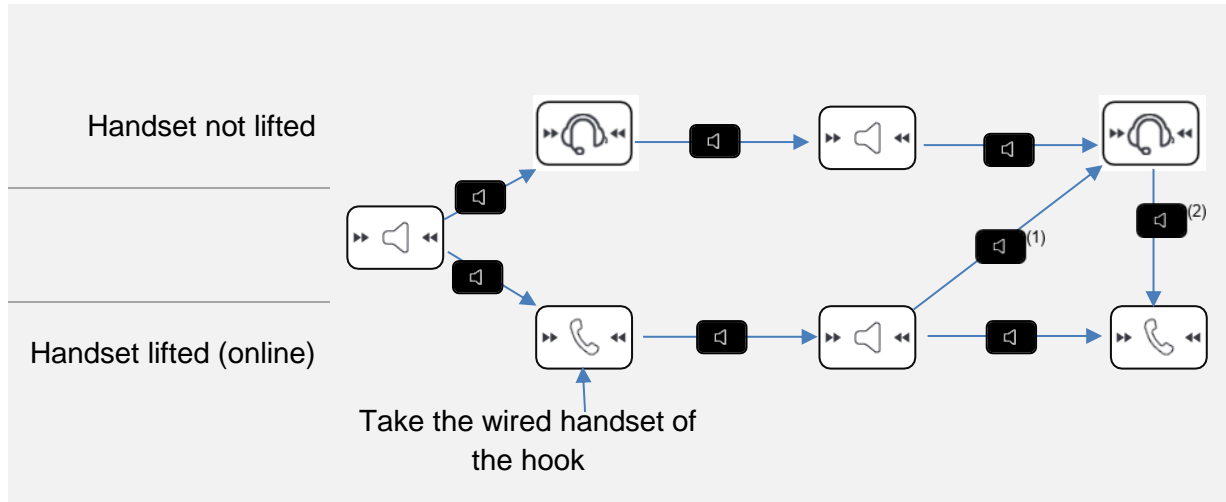 Handset not lifted
(2)
(1)
Handset lifted (online)
Take the wired handset of
the hook